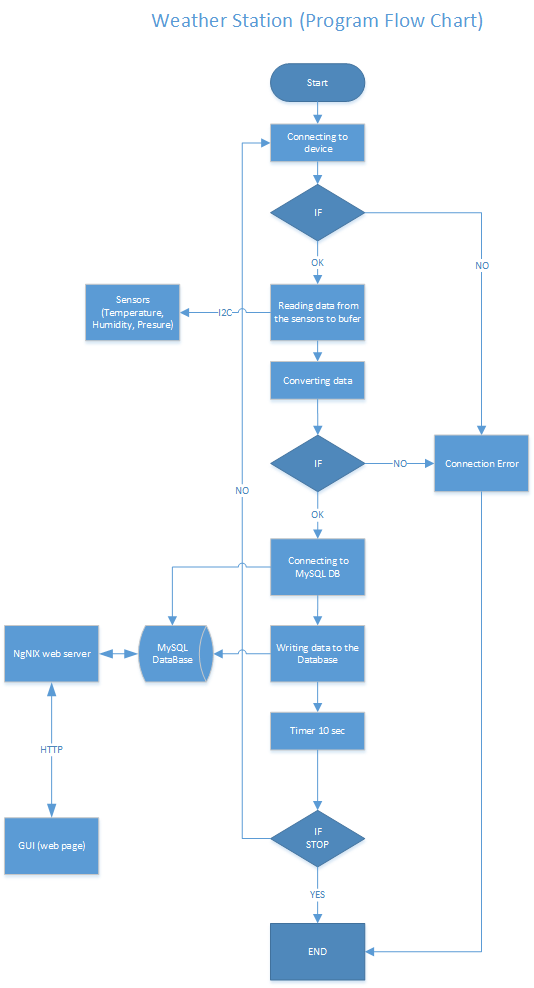 Weather Station (Program Flow Chart)
Start
Connecting to
device
IF
OK
NO
Sensors
(Temperature,
Humidity, Presure)
I2C
Reading data from
the sensors to bufer
Converting data
IF
NO
Connection Error
NO
OK
Connecting to
MySQL DB
NgNIX web server
MySQL
DataBase
Writing data to the
Database
Timer 10 sec
HTTP
GUI (web page)
IF
STOP
YES
END